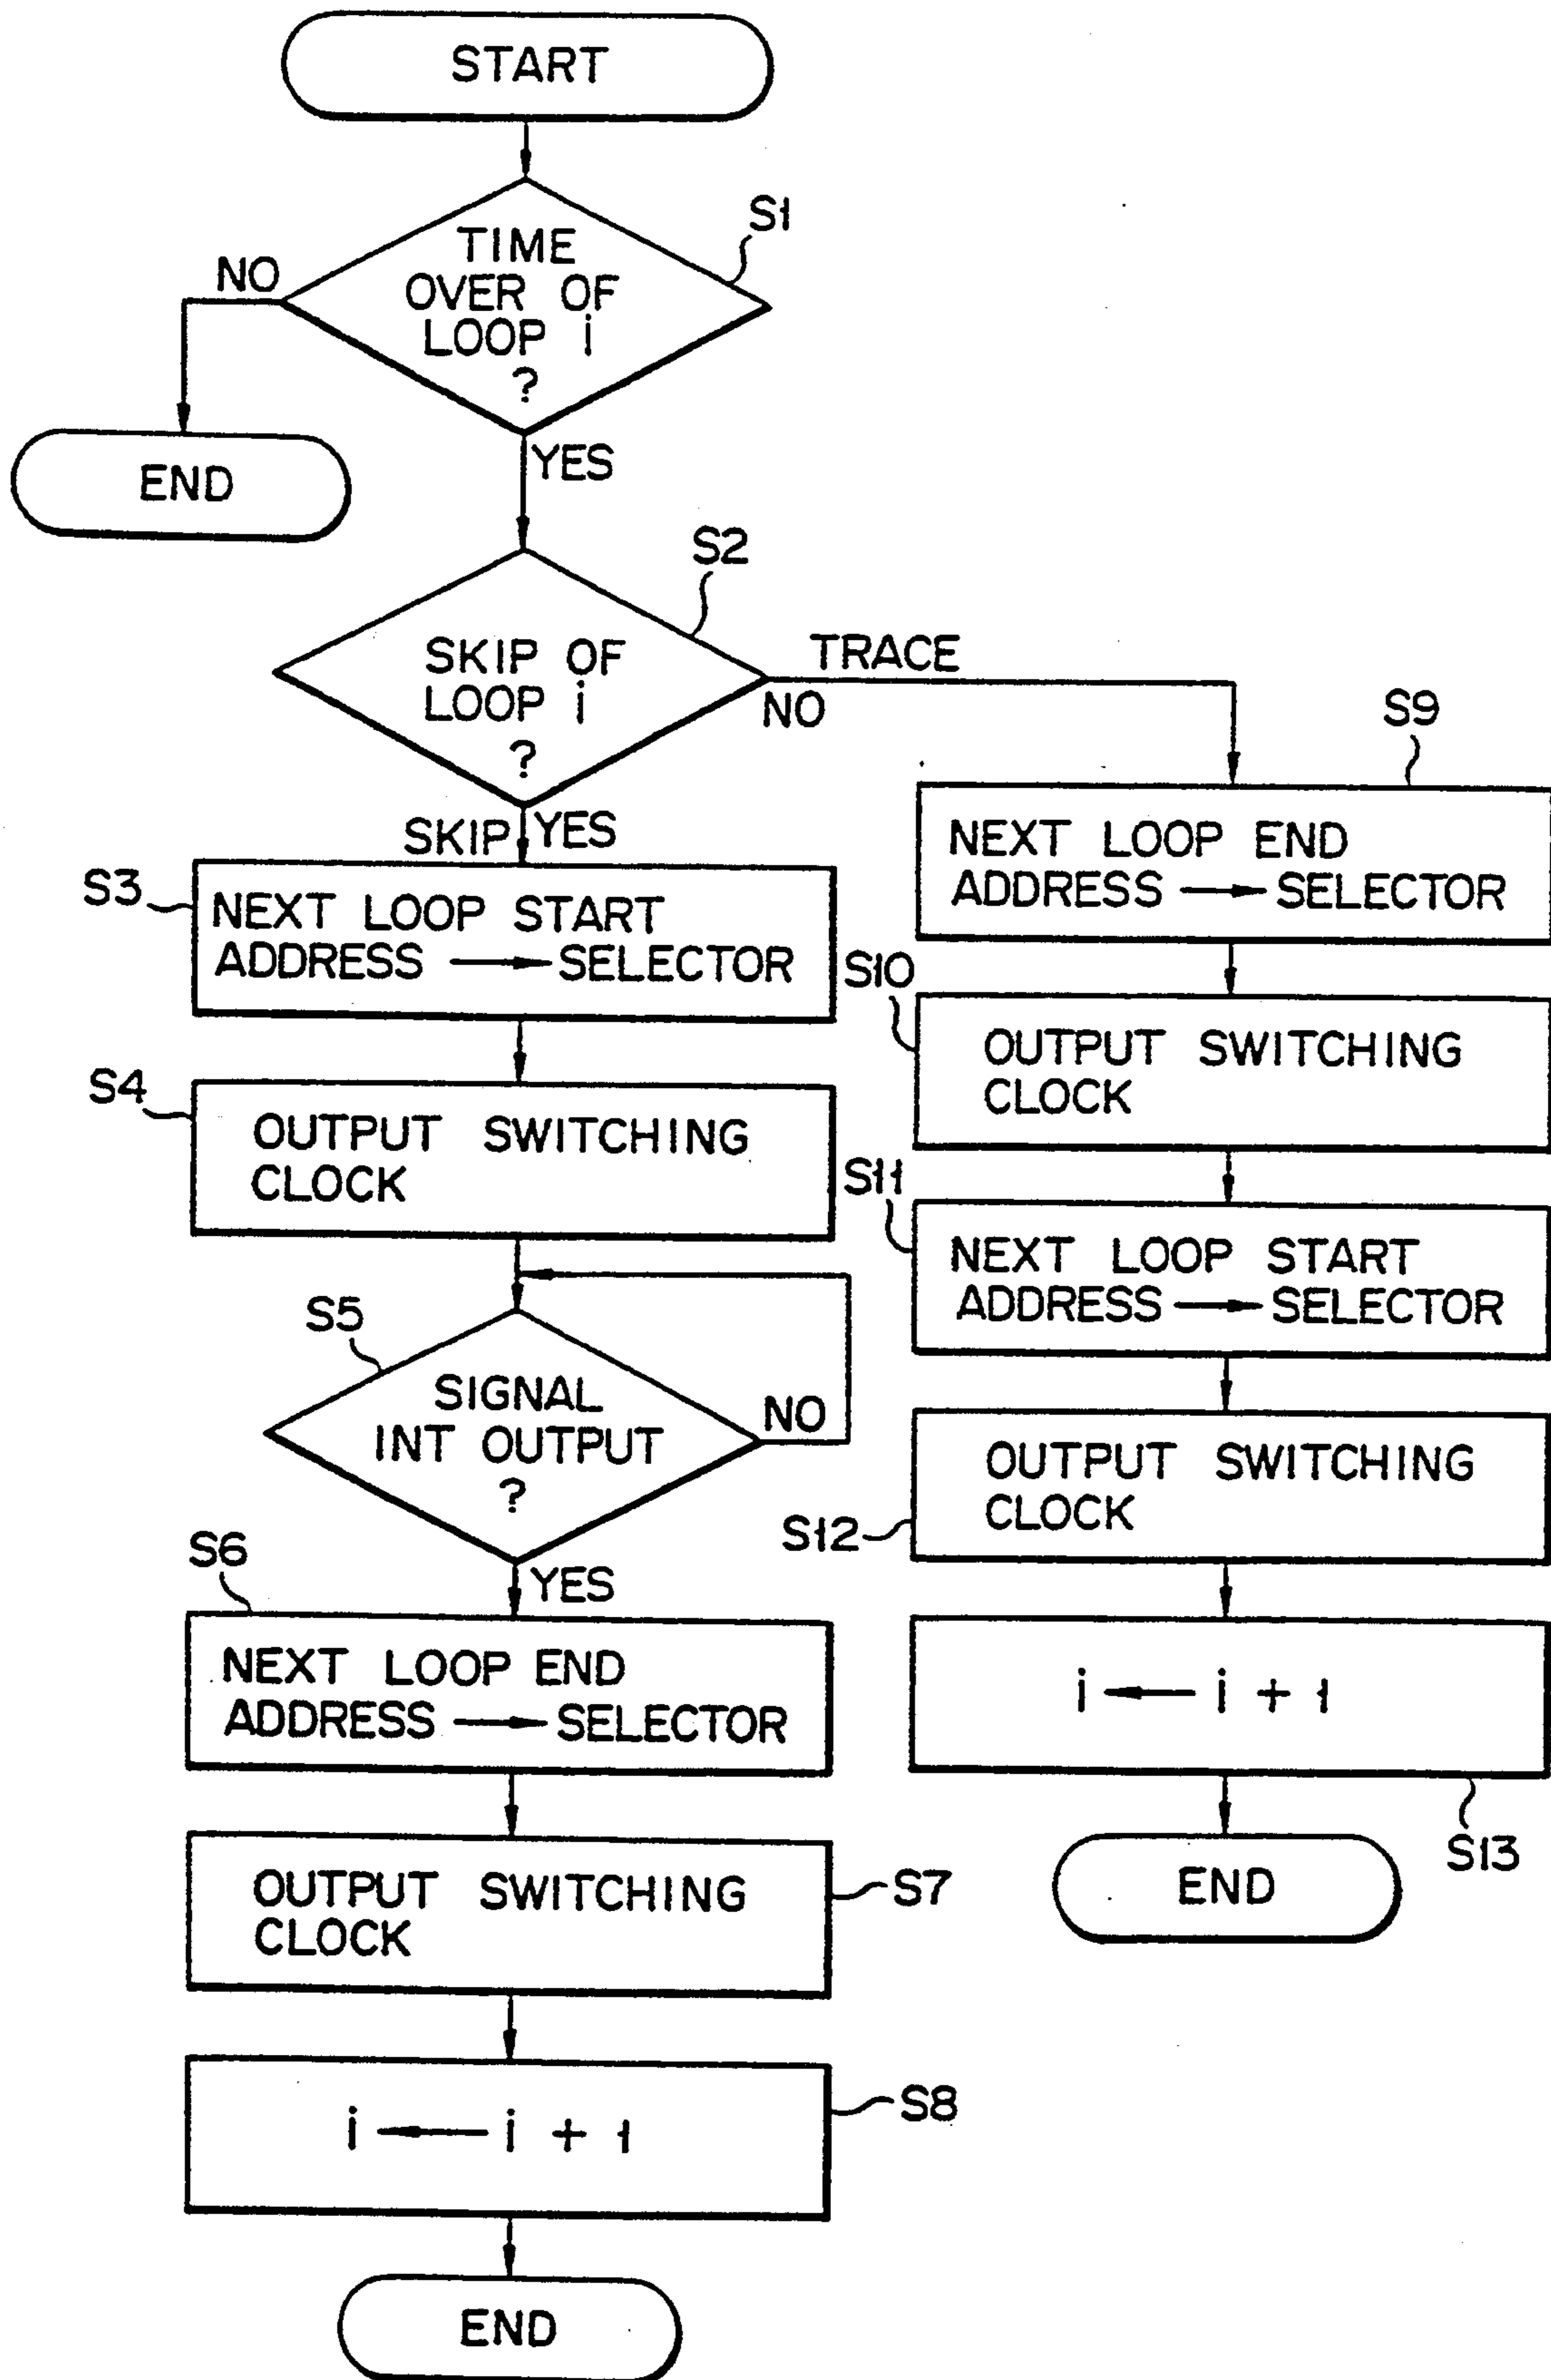 START
S1
TIME
OVER OF
LOOP i
?
NO
END
YES
S2
SKIP OF
LOOP i
?
TRACE
NO
SKIP
YES
S3
NEXT LOOP START
ADDRESS → SELECTOR
S4
OUTPUT SWITCHING
CLOCK
S5
SIGNAL
INT OUTPUT
?
NO
YES
S6
NEXT LOOP END
ADDRESS → SELECTOR
OUTPUT SWITCHING
CLOCK
S7
i ← i + 1
S8
END
S9
NEXT LOOP END
ADDRESS → SELECTOR
S10
OUTPUT SWITCHING
CLOCK
S11
NEXT LOOP START
ADDRESS → SELECTOR
OUTPUT SWITCHING
CLOCK
S12
i ← i + 1
S13
END